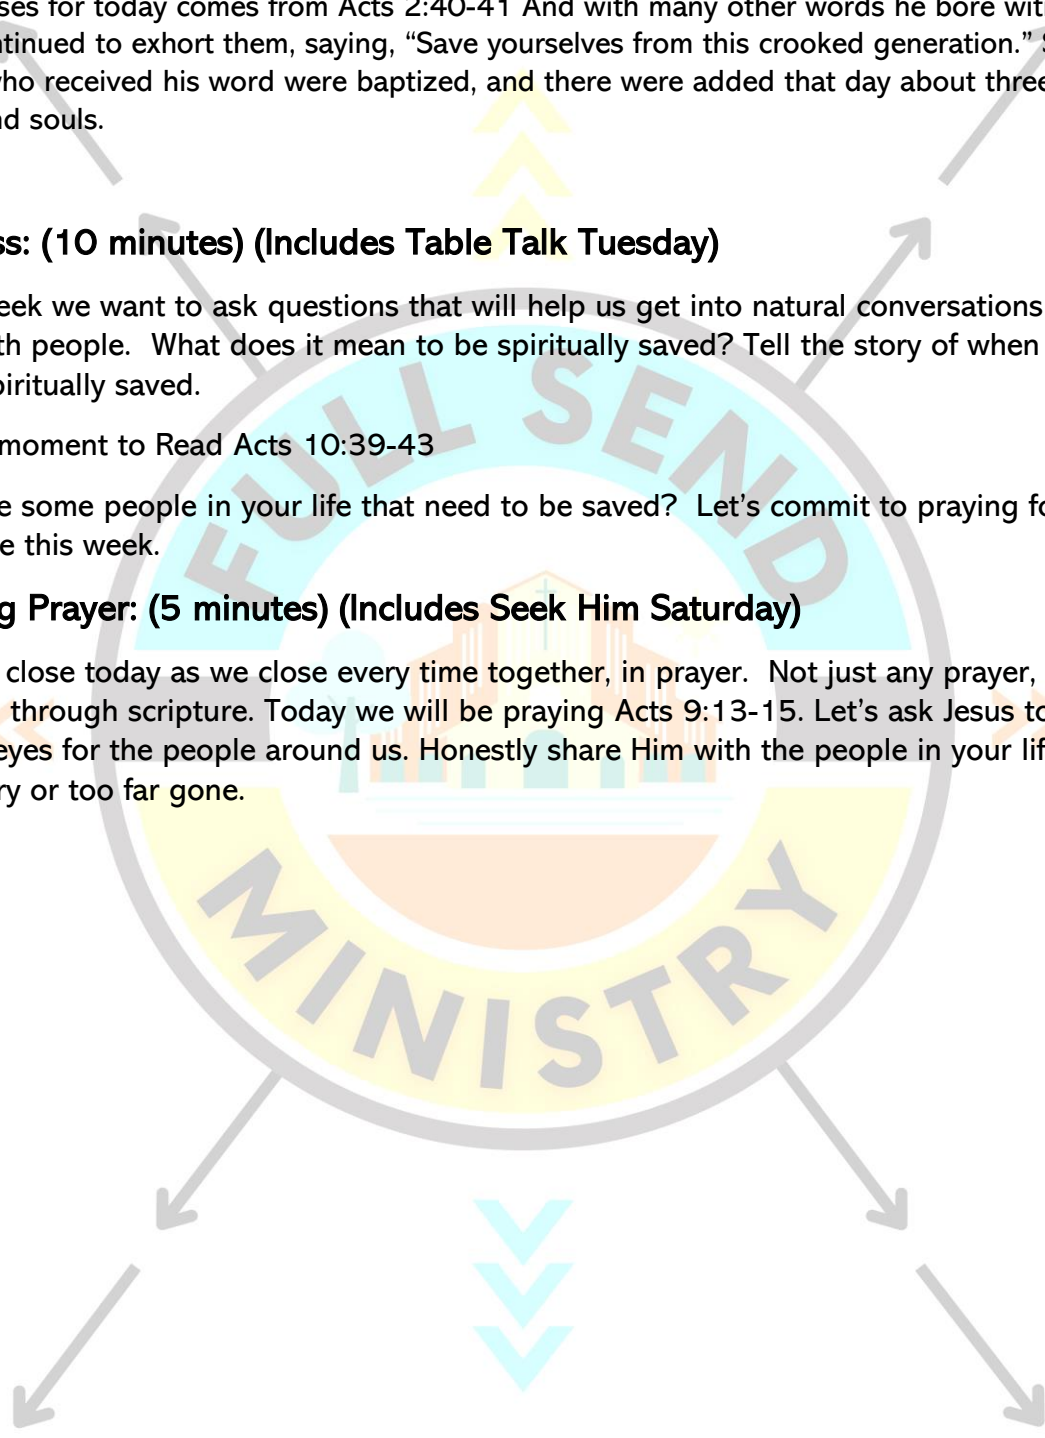 ses for today comes from Acts 2:40-41 And with many other words he bore wit
ntinued to exhort them, saying, “Save yourselves from this crooked generation.” S
who received his word were baptized, and there were added that day about three
nd souls.
ss: (10 minutes) (Includes Table Talk Tuesday)
eek we want to ask questions that will help us get into natural conversations
th people.  What does it mean to be spiritually saved? Tell the story of when
piritually saved.
moment to Read Acts 10:39-43
e some people in your life that need to be saved?  Let’s commit to praying fo
e this week.
g Prayer: (5 minutes) (Includes Seek Him Saturday)
close today as we close every time together, in prayer.  Not just any prayer,
through scripture. Today we will be praying Acts 9:13-15. Let’s ask Jesus to
eyes for the people around us. Honestly share Him with the people in your lif
ry or too far gone.
FULL SEND
MINISTRY